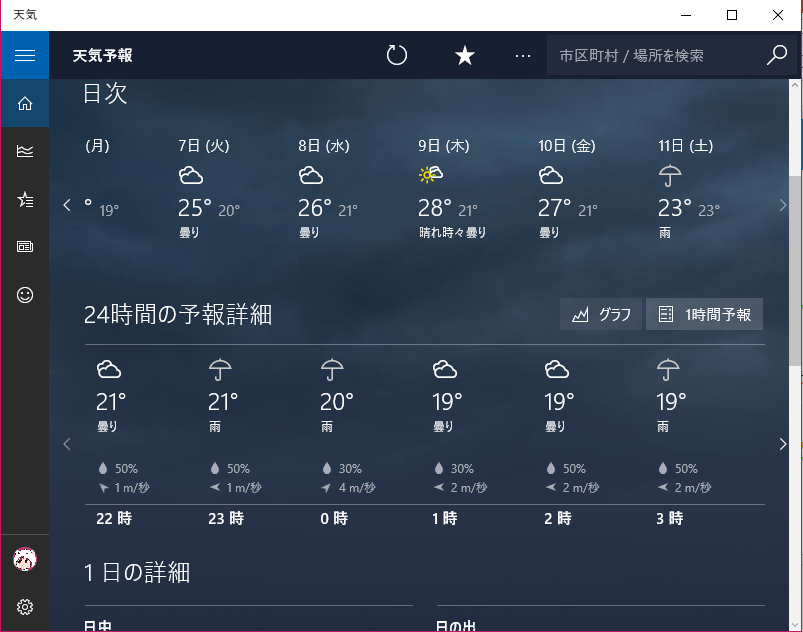 天気
天気予報
市区町村 / 場所を検索
日次
(月) 7日 (火) 8日 (水) 9日 (木) 10日 (金) 11日 (土)
° 19° 25° 20° 26° 21° 28° 21° 27° 21° 23° 23°
曇り 曇り 晴れ時々曇り 曇り 雨
24時間の予報詳細 グラフ 1時間予報
21° 21° 20° 19° 19° 19°
曇り 雨 雨 曇り 曇り 雨
50% 50% 30% 30% 50% 50%
1 m/秒 1 m/秒 4 m/秒 2 m/秒 2 m/秒 2 m/秒
22 時 23 時 0 時 1 時 2 時 3 時
1 日の詳細
日中 日の出